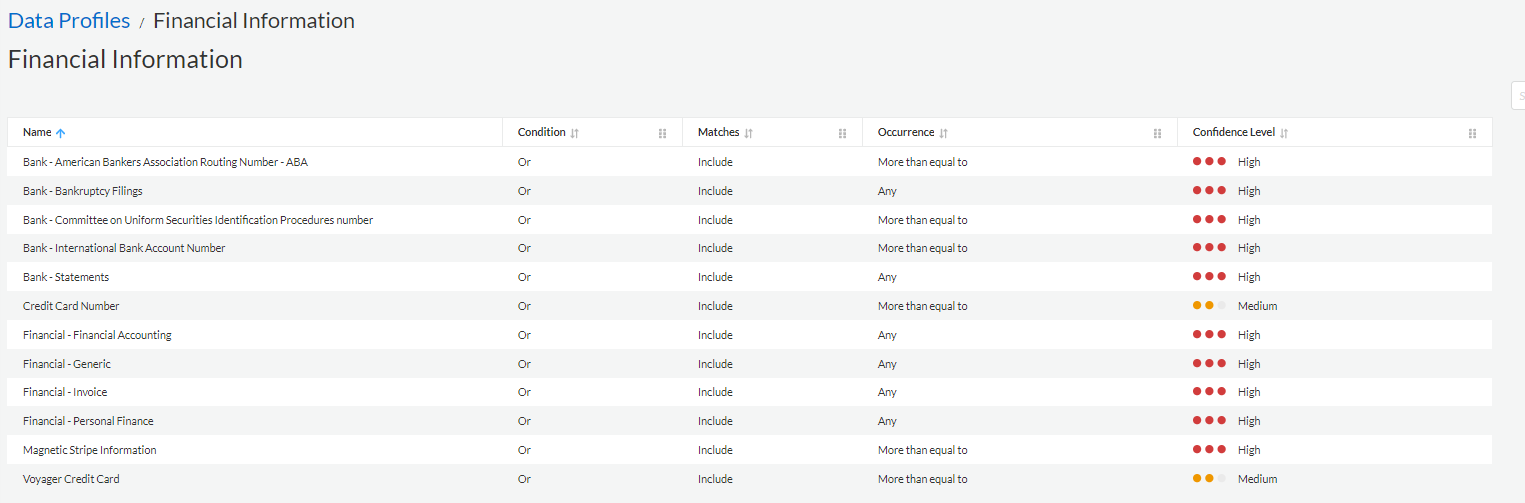 Data Profiles / Financial Information
Financial Information
S
Name Condition Matches Occurrence Confidence Level
Bank - American Bankers Association Routing Number - ABA Or Include More than equal to High
Bank - Bankruptcy Filings Or Include Any High
Bank - Committee on Uniform Securities Identification Procedures number Or Include More than equal to High
Bank - International Bank Account Number Or Include More than equal to High
Bank - Statements Or Include Any High
Credit Card Number Or Include More than equal to Medium
Financial - Financial Accounting Or Include Any High
Financial - Generic Or Include Any High
Financial - Invoice Or Include Any High
Financial - Personal Finance Or Include Any High
Magnetic Stripe Information Or Include More than equal to High
Voyager Credit Card Or Include More than equal to Medium